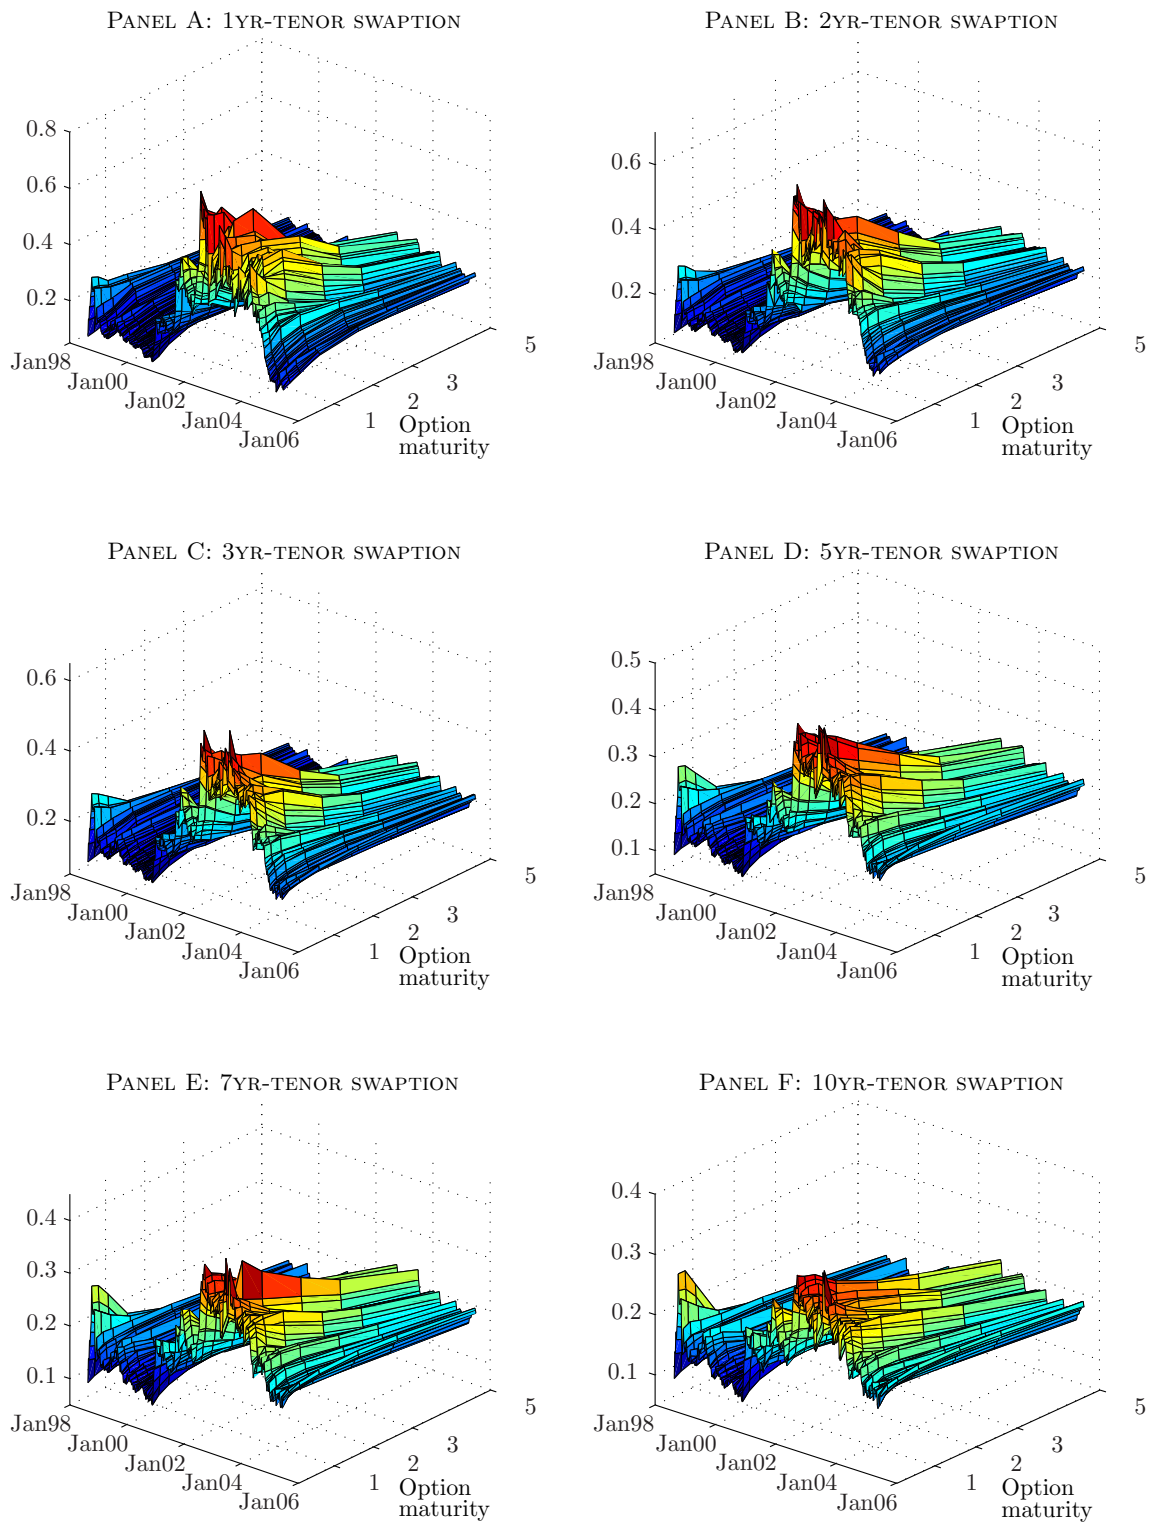 PANEL A: 1YR-TENOR SWAPTION
0.8
0.6
0.4
0.2
Jan98
Jan00
Jan02
Jan04
Jan06
1
2
3
5
Option
maturity
PANEL B: 2YR-TENOR SWAPTION
0.6
0.4
0.2
Jan98
Jan00
Jan02
Jan04
Jan06
1
2
3
5
Option
maturity
PANEL C: 3YR-TENOR SWAPTION
0.6
0.4
0.2
Jan98
Jan00
Jan02
Jan04
Jan06
1
2
3
5
Option
maturity
PANEL D: 5YR-TENOR SWAPTION
0.5
0.4
0.3
0.2
0.1
Jan98
Jan00
Jan02
Jan04
Jan06
1
2
3
5
Option
maturity
PANEL E: 7YR-TENOR SWAPTION
0.4
0.3
0.2
0.1
Jan98
Jan00
Jan02
Jan04
Jan06
1
2
3
5
Option
maturity
PANEL F: 10YR-TENOR SWAPTION
0.4
0.3
0.2
0.1
Jan98
Jan00
Jan02
Jan04
Jan06
1
2
3
5
Option
maturity